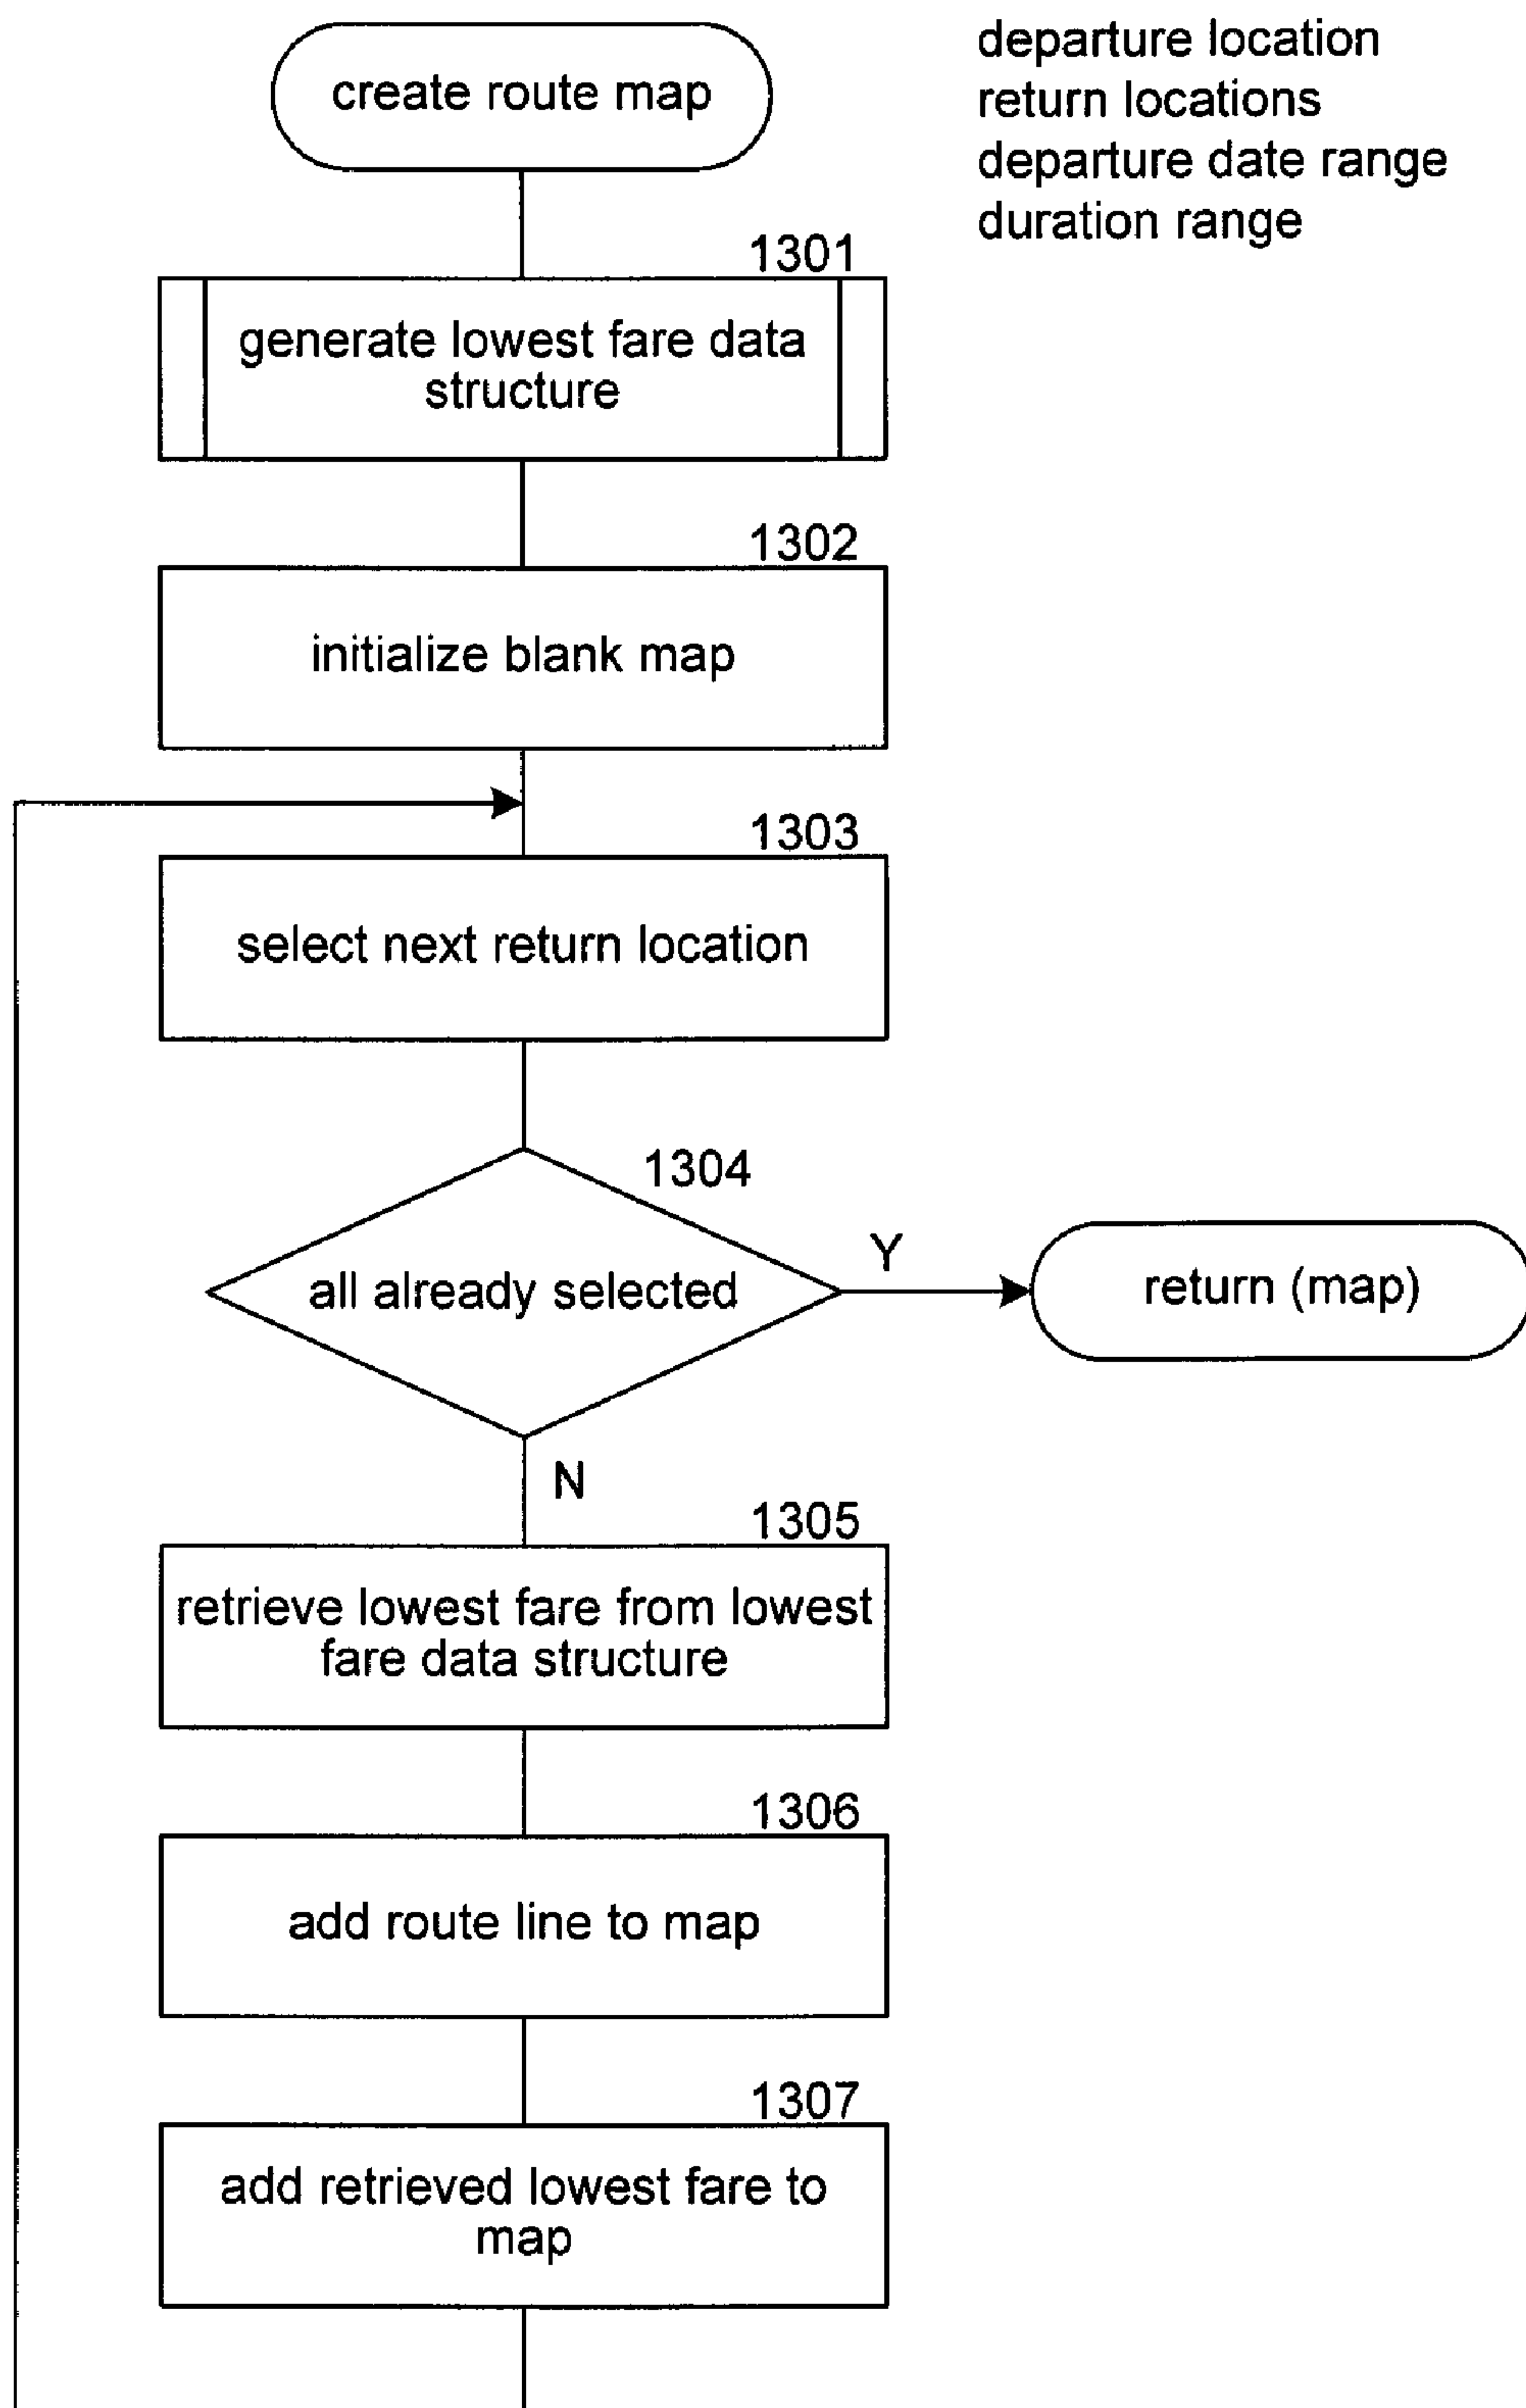 create route map
departure location
return locations
departure date range
duration range
1301
generate lowest fare data
structure
1302
initialize blank map
1303
select next return location
1304
all already selected
Y
return (map)
N
1305
retrieve lowest fare from lowest
fare data structure
1306
add route line to map
1307
add retrieved lowest fare to
map